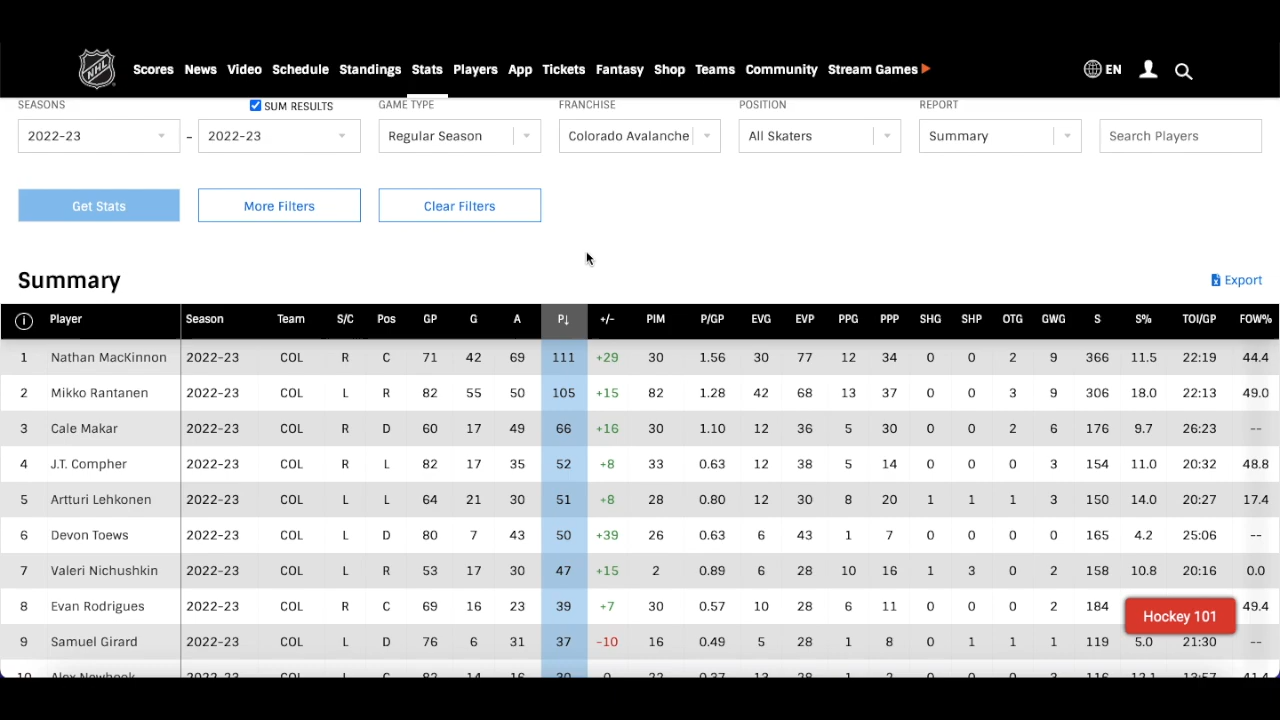 NHL
Scores News Video Schedule Standings Stats Players App Tickets Fantasy Shop Teams Community Stream Games EN
SEASONS SUM RESULTS GAME TYPE FRANCHISE POSITION REPORT
2022-23 – 2022-23 Regular Season Colorado Avalanche All Skaters Summary Search Players
Get Stats More Filters Clear Filters
Summary Export
i Player Season Team S/C Pos GP G A P↓ +/- PIM P/GP EVG EVP PPG PPP SHG SHP OTG GWG S S% TOI/GP FOW%
1 Nathan MacKinnon 2022-23 COL R C 71 42 69 111 +29 30 1.56 30 77 12 34 0 0 2 9 366 11.5 22:19 44.4
2 Mikko Rantanen 2022-23 COL L R 82 55 50 105 +15 82 1.28 42 68 13 37 0 0 3 9 306 18.0 22:13 49.0
3 Cale Makar 2022-23 COL R D 60 17 49 66 +16 30 1.10 12 36 5 30 0 0 2 6 176 9.7 26:23 --
4 J.T. Compher 2022-23 COL R L 82 17 35 52 +8 33 0.63 12 38 5 14 0 0 0 3 154 11.0 20:32 48.8
5 Artturi Lehkonen 2022-23 COL L L 64 21 30 51 +8 28 0.80 12 30 8 20 1 1 1 3 150 14.0 20:27 17.4
6 Devon Toews 2022-23 COL L D 80 7 43 50 +39 26 0.63 6 43 1 7 0 0 0 0 165 4.2 25:06 --
7 Valeri Nichushkin 2022-23 COL L R 53 17 30 47 +15 2 0.89 6 28 10 16 1 3 0 2 158 10.8 20:16 0.0
8 Evan Rodrigues 2022-23 COL R C 69 16 23 39 +7 30 0.57 10 28 6 11 0 0 0 2 184 49.4
Hockey 101
9 Samuel Girard 2022-23 COL L D 76 6 31 37 -10 16 0.49 5 28 1 8 0 1 1 1 119 5.0 21:30 --
10 Alex Newhook 2022-23 COL L C 82 14 16 30 0 22 0.37 13 28 1 2 0 0 0 3 116 12.1 13:57 41.4